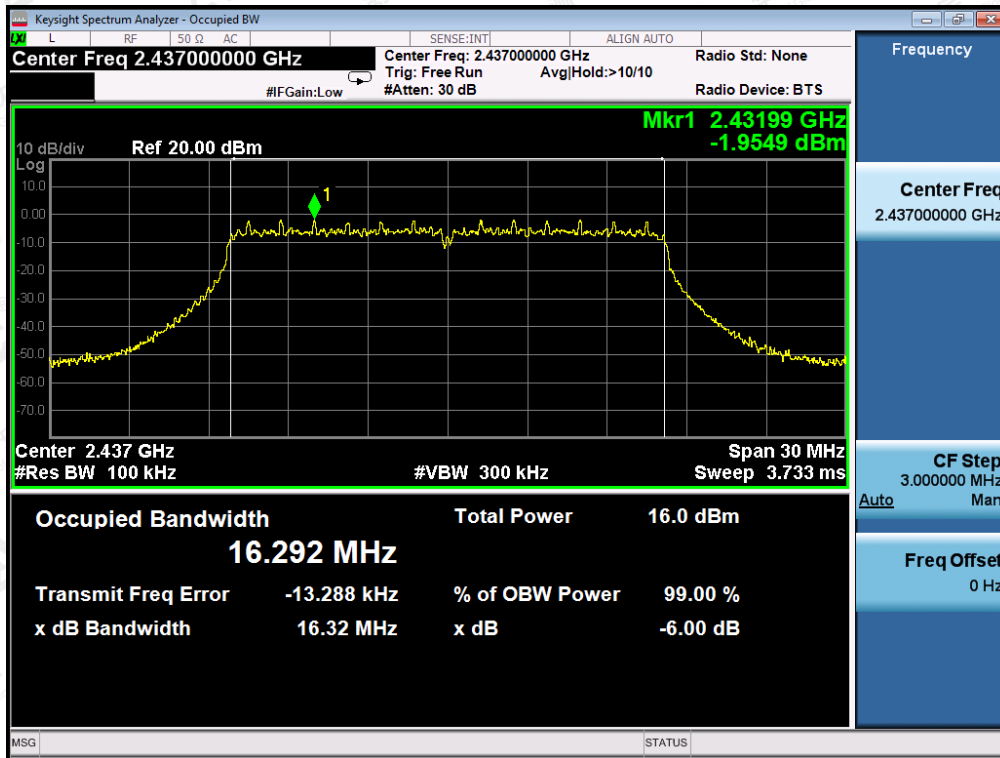 Keysight Spectrum Analyzer - Occupied BW
LXI L RF 50 Ω AC SENSE:INT ALIGN AUTO
Center Freq 2.437000000 GHz
#IFGain:Low
Center Freq: 2.437000000 GHz
Trig: Free Run Avg|Hold:>10/10
#Atten: 30 dB
Radio Std: None
Radio Device: BTS
Mkr1 2.43199 GHz
-1.9549 dBm
10 dB/div Ref 20.00 dBm
Log
10.0
0.00
-10.0
-20.0
-30.0
-40.0
-50.0
-60.0
-70.0
1
Center 2.437 GHz Span 30 MHz
#Res BW 100 kHz #VBW 300 kHz Sweep 3.733 ms
Occupied Bandwidth Total Power 16.0 dBm
16.292 MHz
Transmit Freq Error -13.288 kHz % of OBW Power 99.00 %
x dB Bandwidth 16.32 MHz x dB -6.00 dB
MSG STATUS
Frequency
Center Freq
2.437000000 GHz
CF Step
3.000000 MHz
Auto Man
Freq Offset
0 Hz